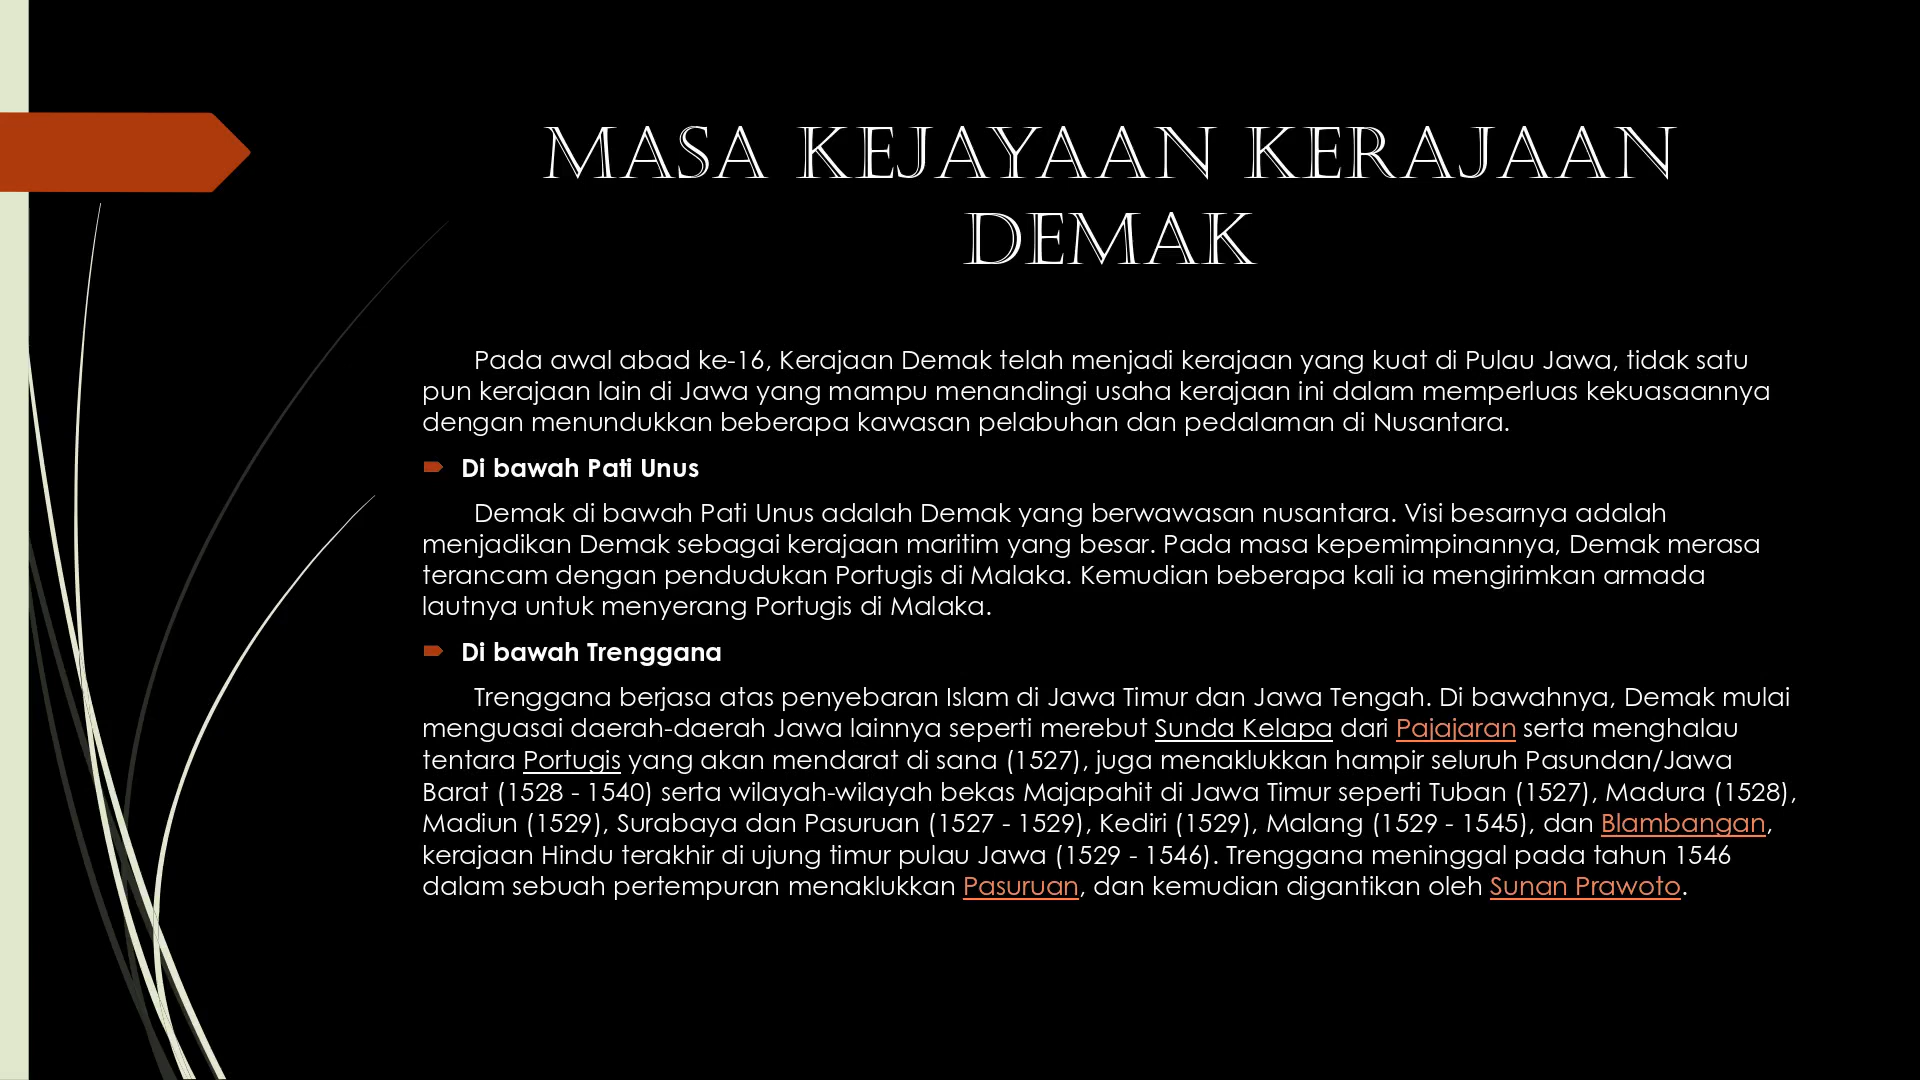 MASA KEJAYAAN KERAJAAN
DEMAK
Pada awal abad ke-16, Kerajaan Demak telah menjadi kerajaan yang kuat di Pulau Jawa, tidak satu
pun kerajaan lain di Jawa yang mampu menandingi usaha kerajaan ini dalam memperluas kekuasaannya
dengan menundukkan beberapa kawasan pelabuhan dan pedalaman di Nusantara.
Di bawah Pati Unus
Demak di bawah Pati Unus adalah Demak yang berwawasan nusantara. Visi besarnya adalah
menjadikan Demak sebagai kerajaan maritim yang besar. Pada masa kepemimpinannya, Demak merasa
terancam dengan pendudukan Portugis di Malaka. Kemudian beberapa kali ia mengirimkan armada
lautnya untuk menyerang Portugis di Malaka.
Di bawah Trenggana
Trenggana berjasa atas penyebaran Islam di Jawa Timur dan Jawa Tengah. Di bawahnya, Demak mulai
menguasai daerah-daerah Jawa lainnya seperti merebut Sunda Kelapa dari Pajajaran serta menghalau
tentara Portugis yang akan mendarat di sana (1527), juga menaklukkan hampir seluruh Pasundan/Jawa
Barat (1528 - 1540) serta wilayah-wilayah bekas Majapahit di Jawa Timur seperti Tuban (1527), Madura (1528),
Madiun (1529), Surabaya dan Pasuruan (1527 - 1529), Kediri (1529), Malang (1529 - 1545), dan Blambangan,
kerajaan Hindu terakhir di ujung timur pulau Jawa (1529 - 1546). Trenggana meninggal pada tahun 1546
dalam sebuah pertempuran menaklukkan Pasuruan, dan kemudian digantikan oleh Sunan Prawoto.